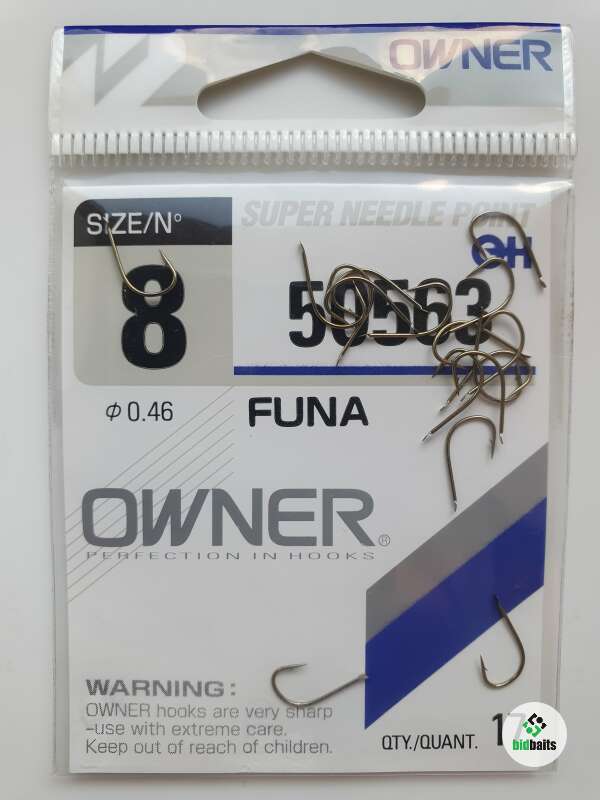 OWNER
SUPER NEEDLE POINT
SIZE/N°
8
50563
φ 0.46
FUNA
OWNER®
PERFECTION IN HOOKS
WARNING:
OWNER hooks are very sharp
-use with extreme care.
Keep out of reach of children.
QTY./QUANT. 17
bidbaits